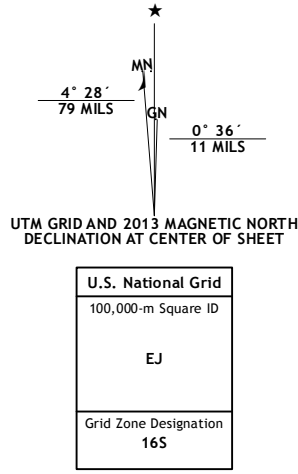 ★
MN
4° 28´
79 MILS
GN
0° 36´
11 MILS
UTM GRID AND 2013 MAGNETIC NORTH
DECLINATION AT CENTER OF SHEET
U.S. National Grid
100,000-m Square ID
EJ
Grid Zone Designation
16S